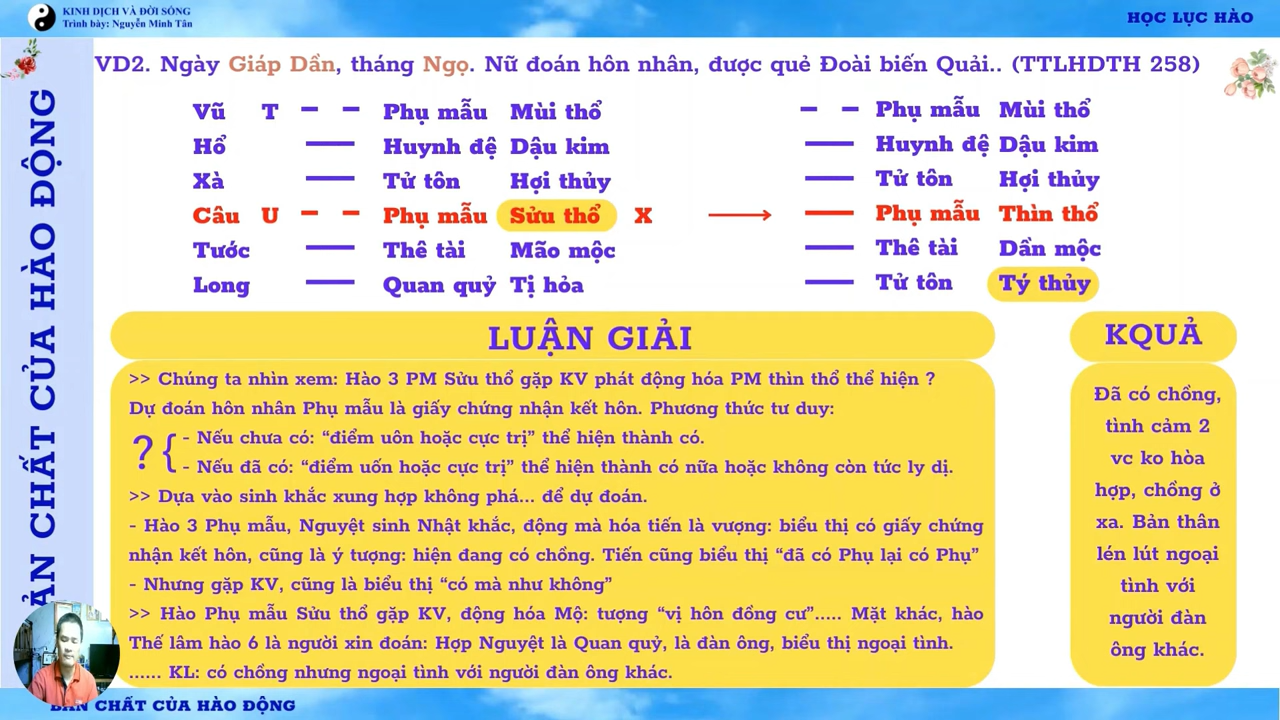 KINH DỊCH VÀ ĐỜI SỐNG
Trình bày: Nguyễn Minh Tân
HỌC LỤC HÀO
VD2. Ngày Giáp Dần, tháng Ngọ. Nữ đoán hôn nhân, được quẻ Đoài biến Quải.. (TTLHDTH 258)
Vũ T Phụ mẫu Mùi thổ Phụ mẫu Mùi thổ
Hổ Huynh đệ Dậu kim Huynh đệ Dậu kim
Xà Tử tôn Hợi thủy Tử tôn Hợi thủy
Câu U Phụ mẫu Sửu thổ X Phụ mẫu Thìn thổ
Tước Thê tài Mão mộc Thê tài Dần mộc
Long Quan quỷ Tị hỏa Tử tôn Tý thủy
LUẬN GIẢI
>> Chúng ta nhìn xem: Hào 3 PM Sửu thổ gặp KV phát động hóa PM thìn thổ thể hiện ?
Dự đoán hôn nhân Phụ mẫu là giấy chứng nhận kết hôn. Phương thức tư duy:
? {
- Nếu chưa có: “điểm uôn hoặc cực trị” thể hiện thành có.
- Nếu đã có: “điểm uốn hoặc cực trị” thể hiện thành có nữa hoặc không còn tức ly dị.
>> Dựa vào sinh khắc xung hợp không phá... để dự đoán.
- Hào 3 Phụ mẫu, Nguyệt sinh Nhật khắc, động mà hóa tiến là vượng: biểu thị có giấy chứng
nhận kết hôn, cũng là ý tượng: hiện đang có chồng. Tiến cũng biểu thị “đã có Phụ lại có Phụ”
- Nhưng gặp KV, cũng là biểu thị “có mà như không”
>> Hào Phụ mẫu Sửu thổ gặp KV, động hóa Mộ: tượng “vị hôn đồng cư”..... Mặt khác, hào
Thế lâm hào 6 là người xin đoán: Hợp Nguyệt là Quan quỷ, là đàn ông, biểu thị ngoại tình.
...... KL: có chồng nhưng ngoại tình với người đàn ông khác.
KQUẢ
Đã có chồng,
tình cảm 2
vc ko hòa
hợp, chồng ở
xa. Bản thân
lén lút ngoại
tình với
người đàn
ông khác.
ẢN CHẤT CỦA HÀO ĐỘNG
BẢN CHẤT CỦA HÀO ĐỘNG